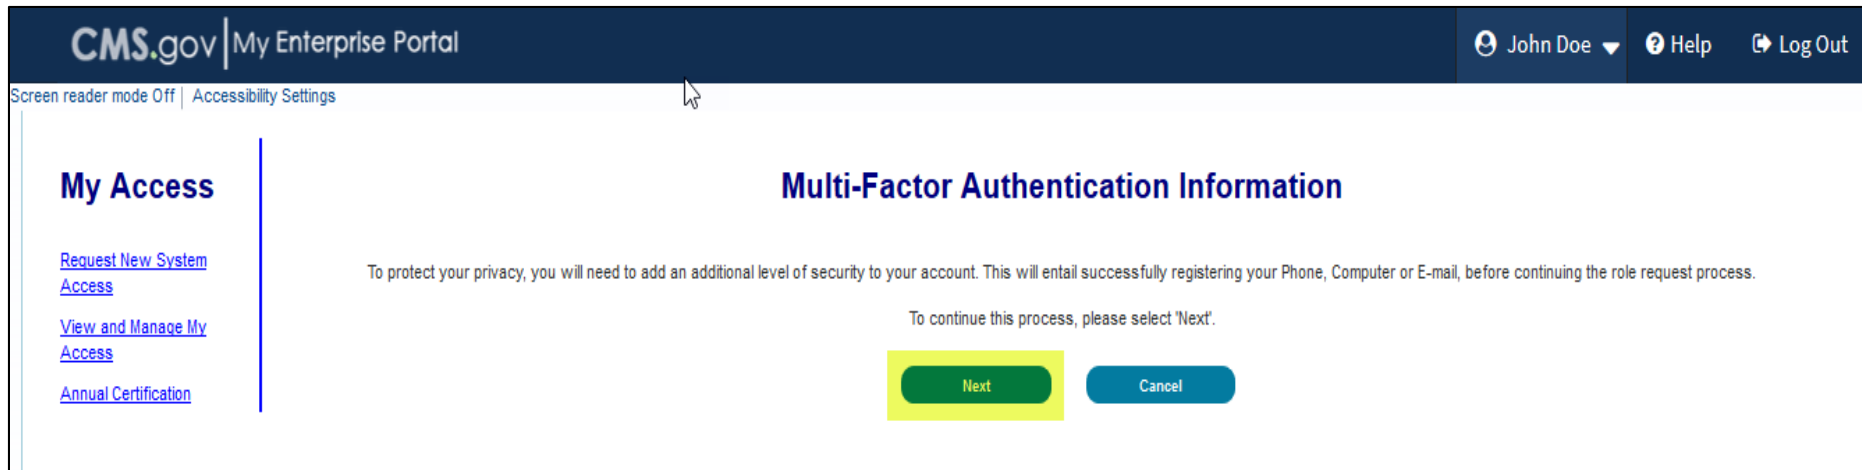 CMS.gov My Enterprise Portal
John Doe Help Log Out
Screen reader mode Off | Accessibility Settings
My Access
Request New System
Access
View and Manage My
Access
Annual Certification
Multi-Factor Authentication Information
To protect your privacy, you will need to add an additional level of security to your account. This will entail successfully registering your Phone, Computer or E-mail, before continuing the role request process.
To continue this process, please select 'Next'.
Next Cancel